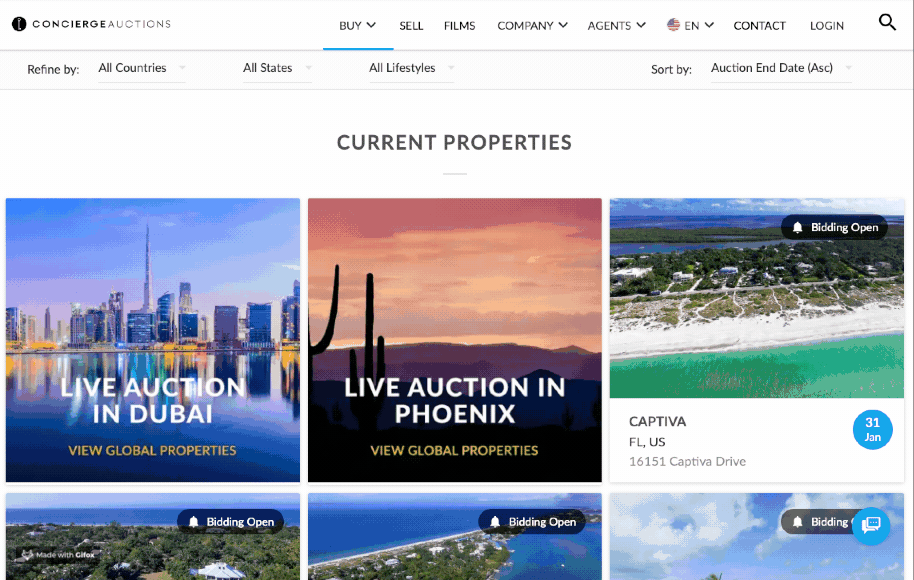 CONCIERGEAUCTIONS
BUY SELL FILMS COMPANY AGENTS EN CONTACT LOGIN
Refine by: All Countries All States All Lifestyles Sort by: Auction End Date (Asc)
CURRENT PROPERTIES
LIVE AUCTION
IN DUBAI
VIEW GLOBAL PROPERTIES
LIVE AUCTION IN
PHOENIX
VIEW GLOBAL PROPERTIES
Bidding Open
CAPTIVA
FL, US
16151 Captiva Drive
31
Jan
Bidding Open
Made with Gifox
Bidding Open
Bidding